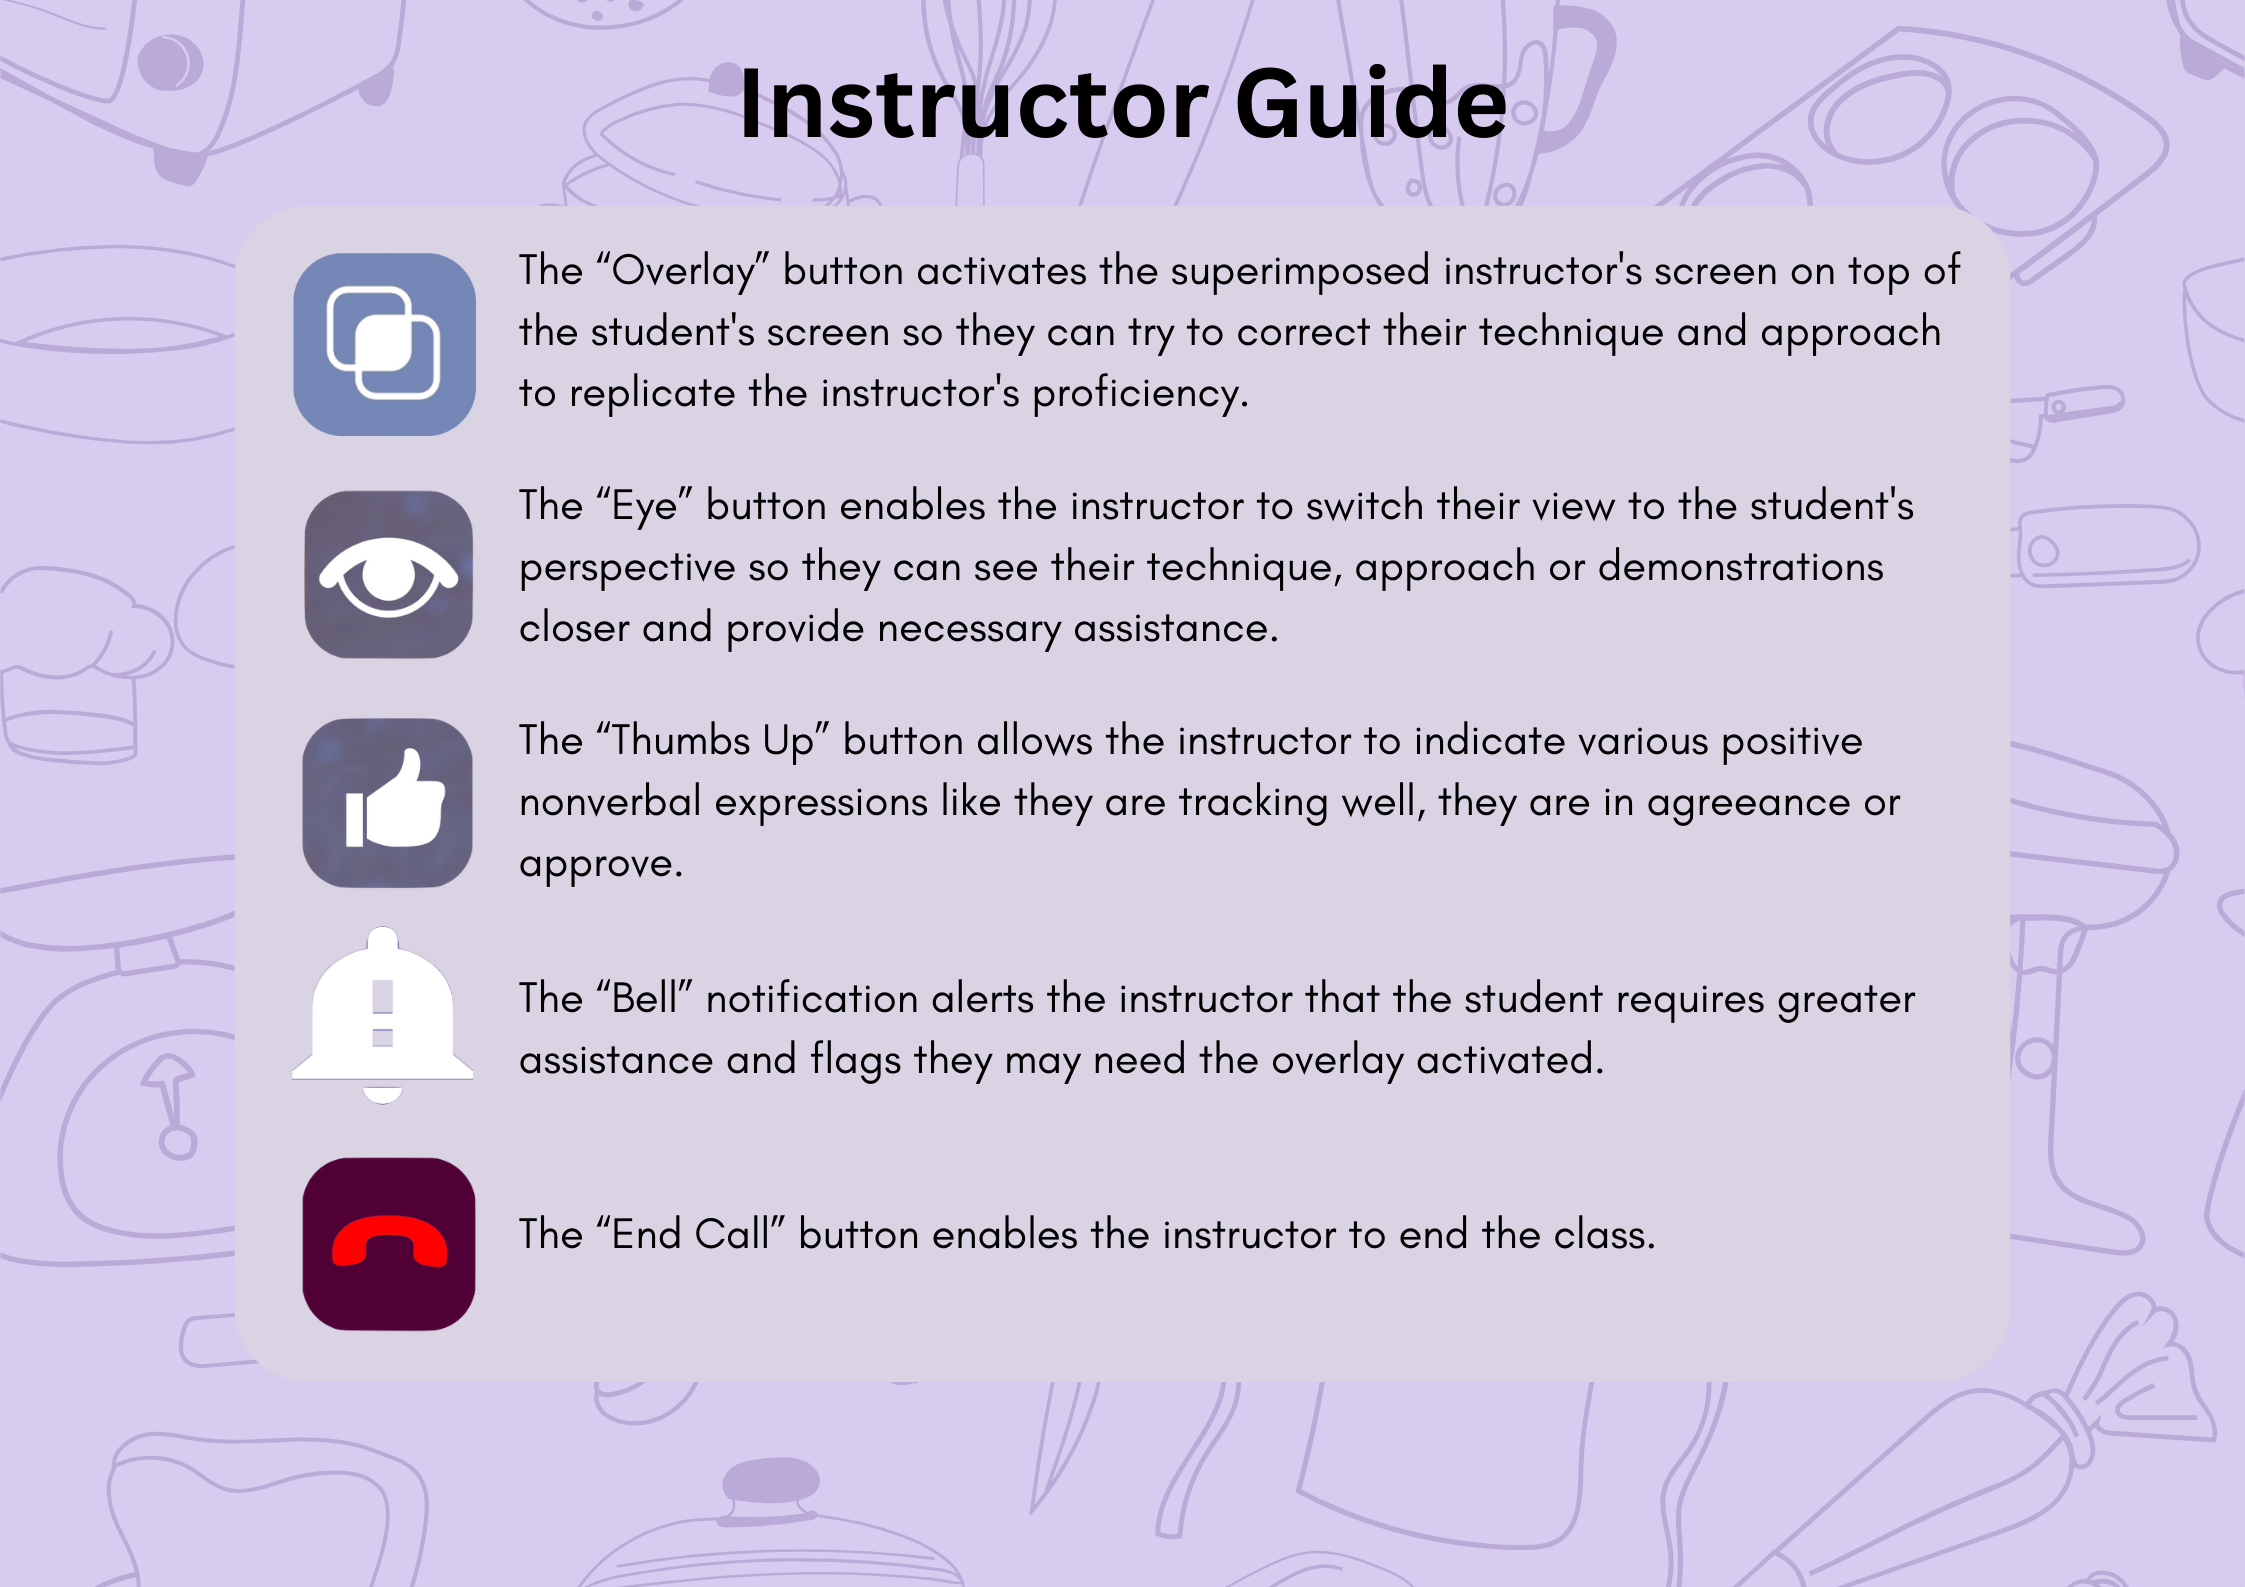 Instructor Guide
The “Overlay” button activates the superimposed instructor's screen on top of
the student's screen so they can try to correct their technique and approach
to replicate the instructor's proficiency.
The “Eye” button enables the instructor to switch their view to the student's
perspective so they can see their technique, approach or demonstrations
closer and provide necessary assistance.
The “Thumbs Up” button allows the instructor to indicate various positive
nonverbal expressions like they are tracking well, they are in agreeance or
approve.
The “Bell” notification alerts the instructor that the student requires greater
assistance and flags they may need the overlay activated.
The “End Call” button enables the instructor to end the class.